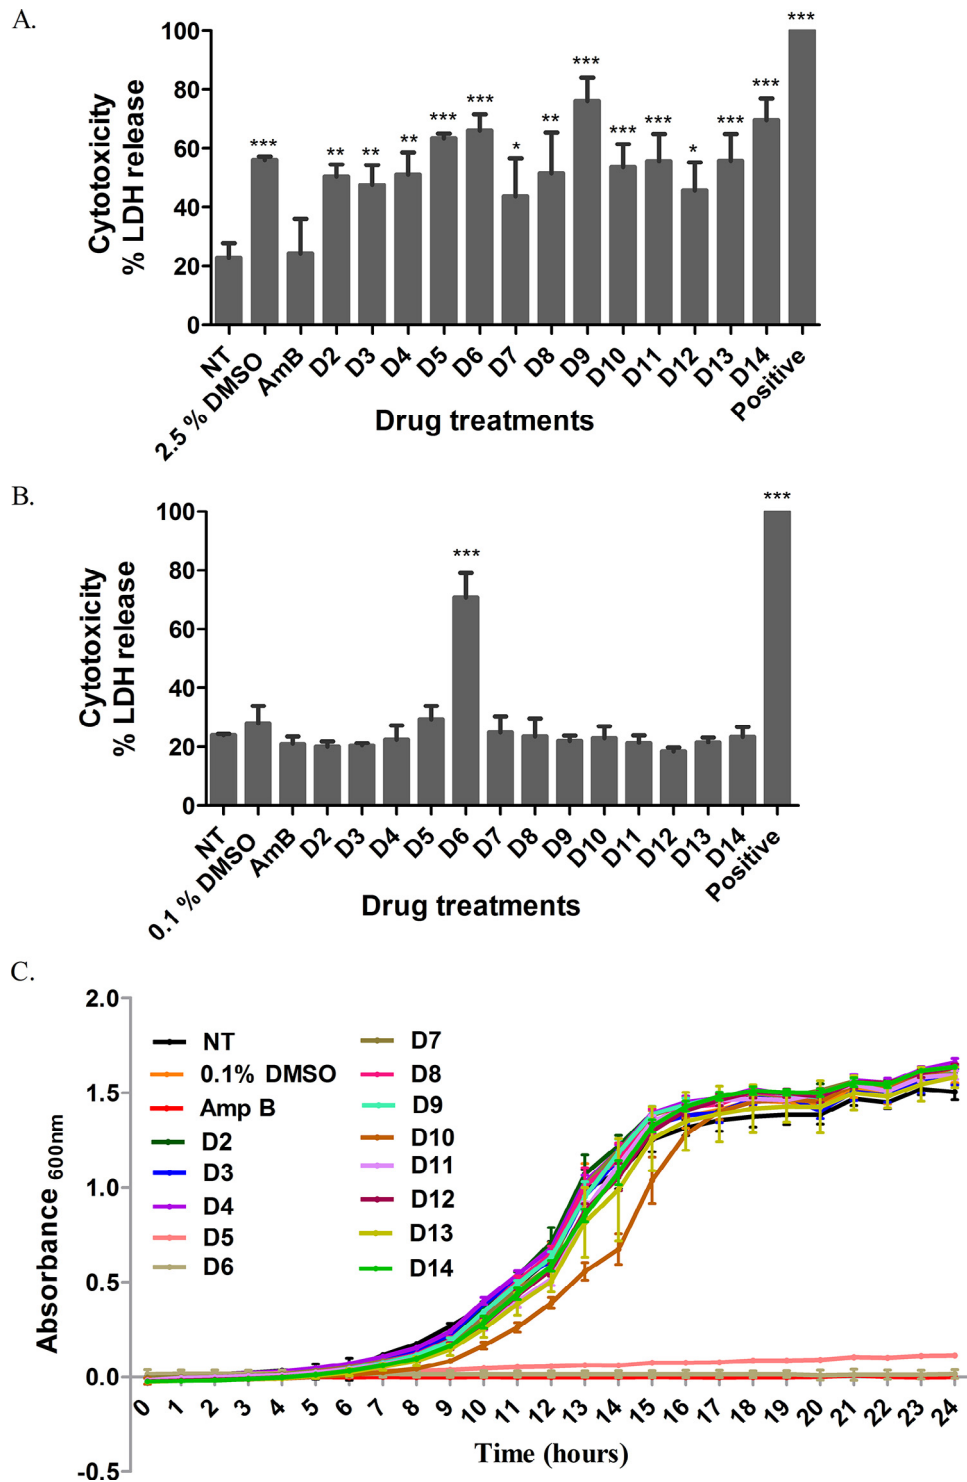 A.
Cytotoxicity
% LDH release
100
80
60
40
20
0
***
**
**
**
***
***
*
**
***
***
***
*
***
***
***
NT
2.5 % DMSO
AmB
D2
D3
D4
D5
D6
D7
D8
D9
D10
D11
D12
D13
D14
Positive
Drug treatments
B.
Cytotoxicity
% LDH release
100
80
60
40
20
0
***
***
NT
0.1 % DMSO
AmB
D2
D3
D4
D5
D6
D7
D8
D9
D10
D11
D12
D13
D14
Positive
Drug treatments
C.
Absorbance 600nm
2.0
1.5
1.0
0.5
0.0
-0.5
NT
0.1% DMSO
Amp B
D2
D3
D4
D5
D6
D7
D8
D9
D10
D11
D12
D13
D14
0
1
2
3
4
5
6
7
8
9
10
11
12
13
14
15
16
17
18
19
20
21
22
23
24
Time (hours)